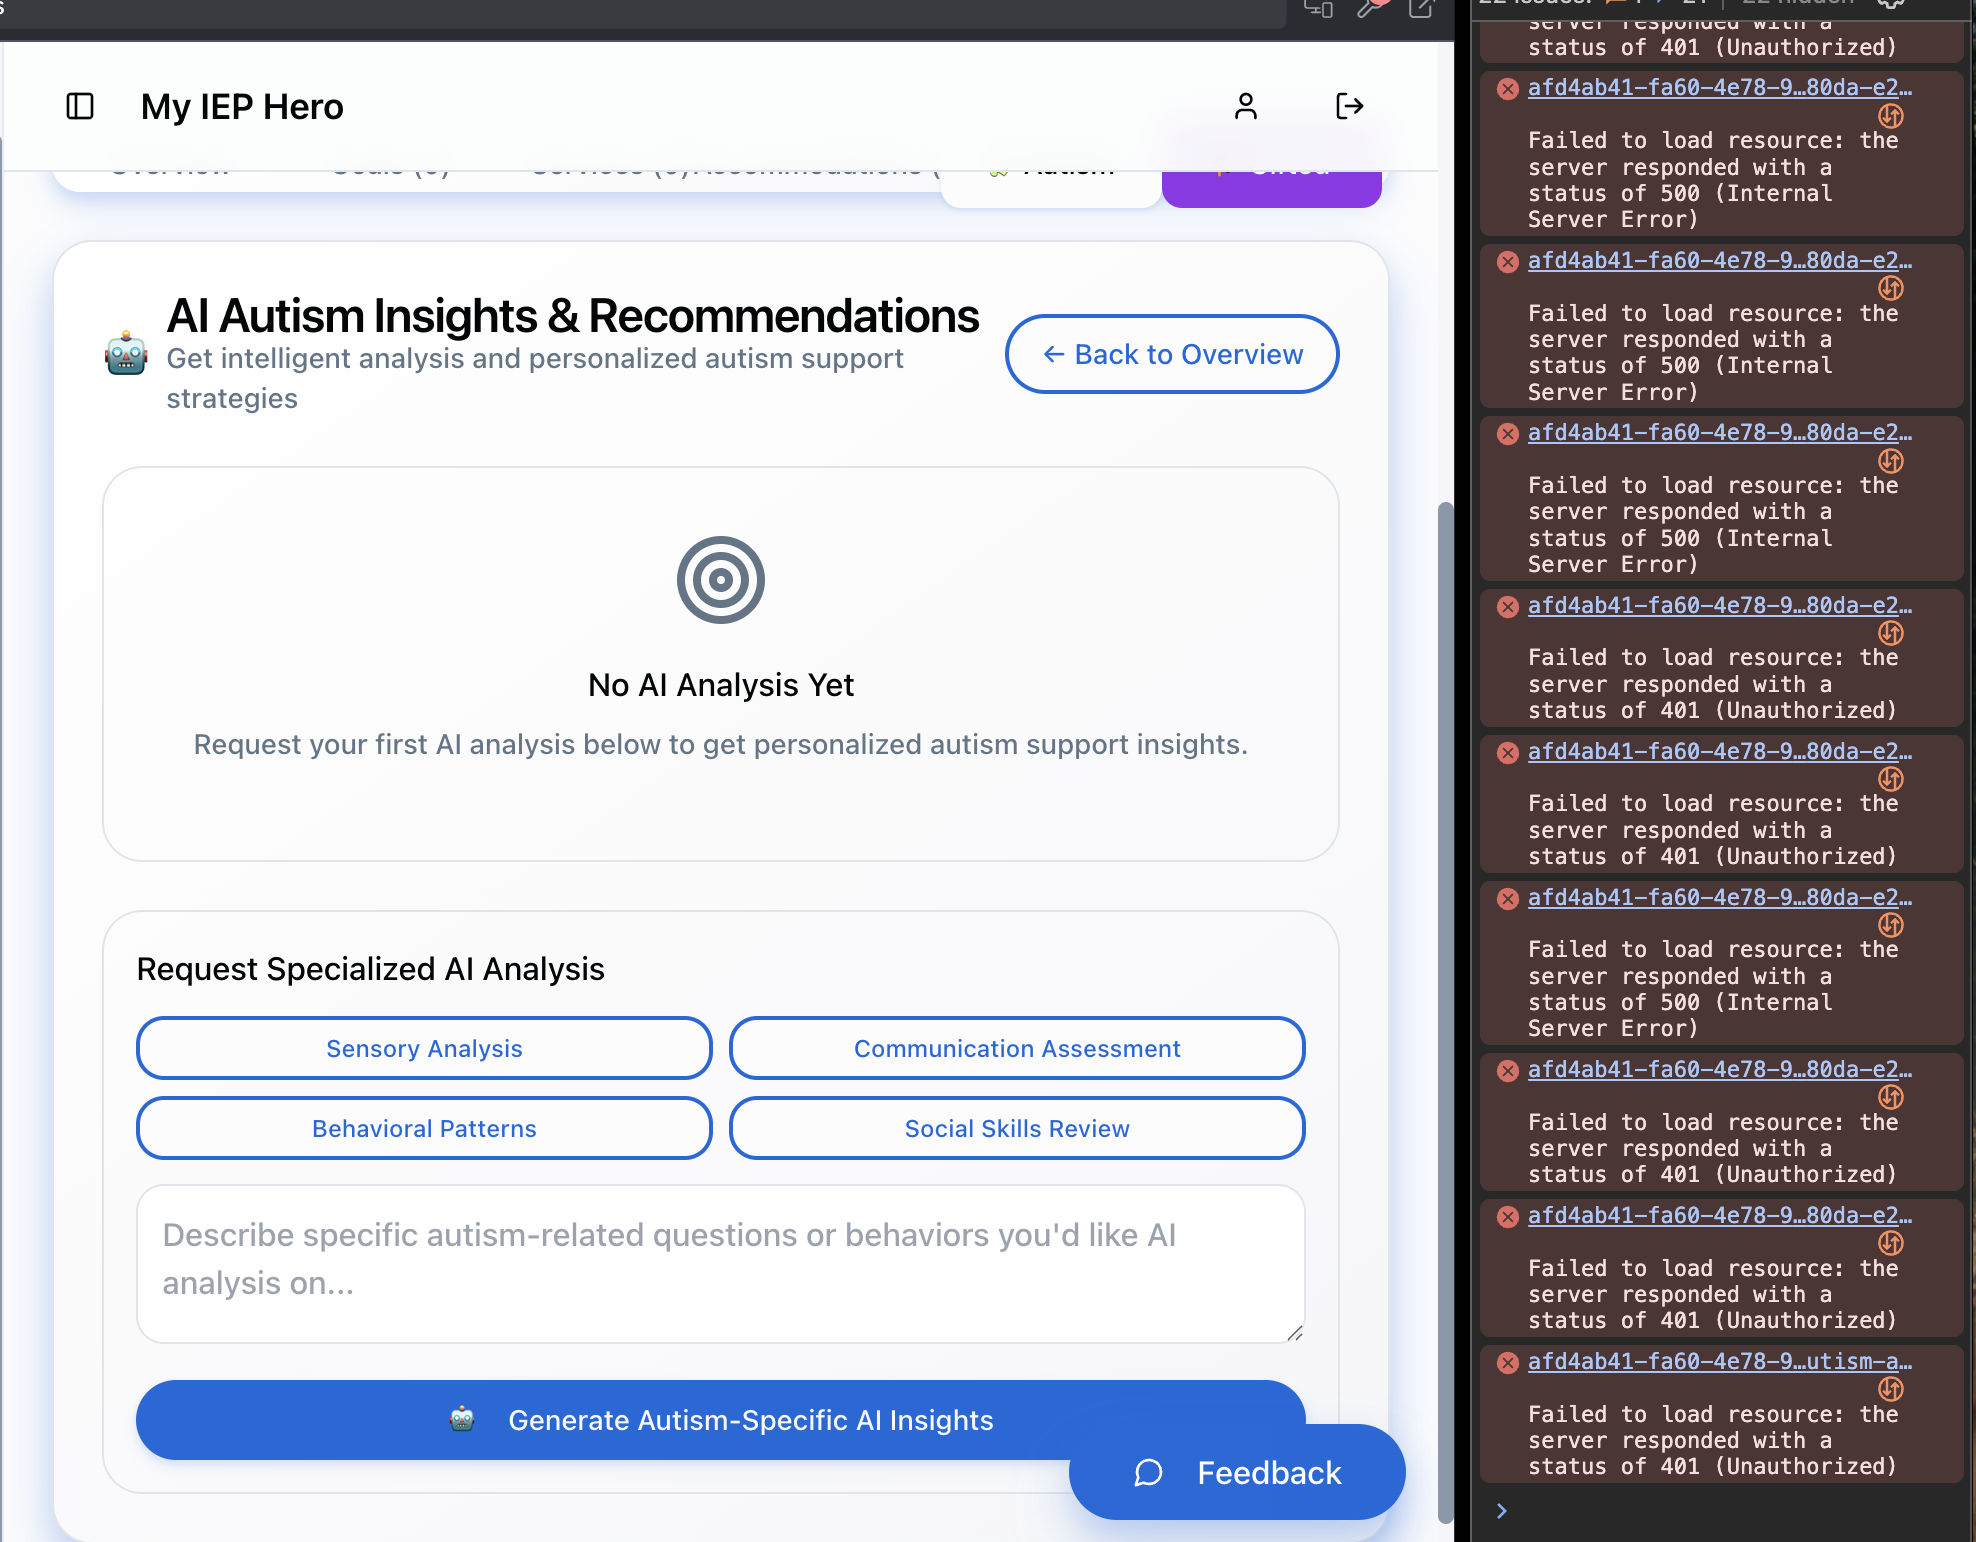 My IEP Hero
Overview Goals (0) Services (0) Accommodations ( Autism Gifted
AI Autism Insights & Recommendations
Get intelligent analysis and personalized autism support
strategies
← Back to Overview
No AI Analysis Yet
Request your first AI analysis below to get personalized autism support insights.
Request Specialized AI Analysis
Sensory Analysis
Communication Assessment
Behavioral Patterns
Social Skills Review
Describe specific autism-related questions or behaviors you'd like AI
analysis on...
Generate Autism-Specific AI Insights
Feedback
server responded with a
status of 401 (Unauthorized)
afd4ab41-fa60-4e78-9…80da-e2…
Failed to load resource: the
server responded with a
status of 500 (Internal
Server Error)
afd4ab41-fa60-4e78-9…80da-e2…
Failed to load resource: the
server responded with a
status of 500 (Internal
Server Error)
afd4ab41-fa60-4e78-9…80da-e2…
Failed to load resource: the
server responded with a
status of 500 (Internal
Server Error)
afd4ab41-fa60-4e78-9…80da-e2…
Failed to load resource: the
server responded with a
status of 401 (Unauthorized)
afd4ab41-fa60-4e78-9…80da-e2…
Failed to load resource: the
server responded with a
status of 401 (Unauthorized)
afd4ab41-fa60-4e78-9…80da-e2…
Failed to load resource: the
server responded with a
status of 500 (Internal
Server Error)
afd4ab41-fa60-4e78-9…80da-e2…
Failed to load resource: the
server responded with a
status of 401 (Unauthorized)
afd4ab41-fa60-4e78-9…80da-e2…
Failed to load resource: the
server responded with a
status of 401 (Unauthorized)
afd4ab41-fa60-4e78-9…utism-a…
Failed to load resource: the
server responded with a
status of 401 (Unauthorized)